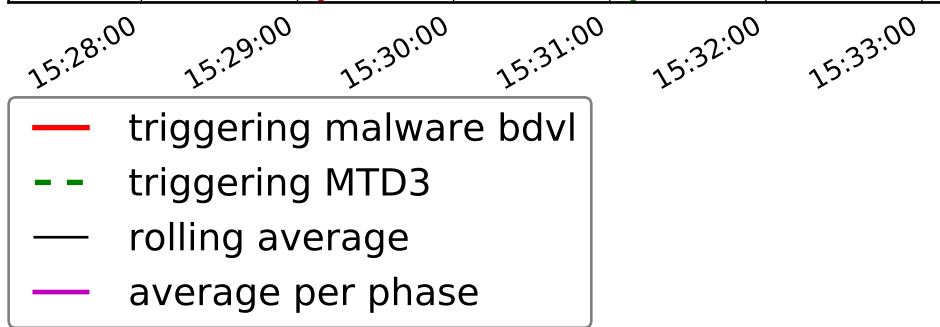 15:28:00 15:29:00 15:30:00 15:31:00 15:32:00 15:33:00
triggering malware bdvl
triggering MTD3
rolling average
average per phase